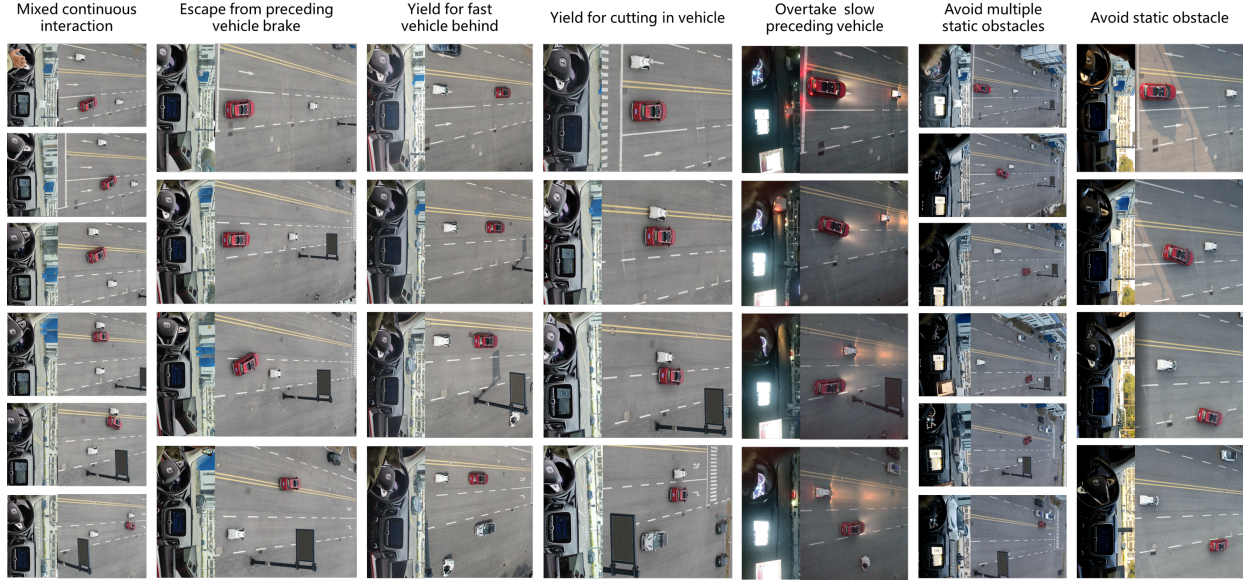 Mixed continuous
interaction
Escape from preceding
vehicle brake
Yield for fast
vehicle behind
Yield for cutting in vehicle
Overtake slow
preceding vehicle
Avoid multiple
static obstacles
Avoid static obstacle